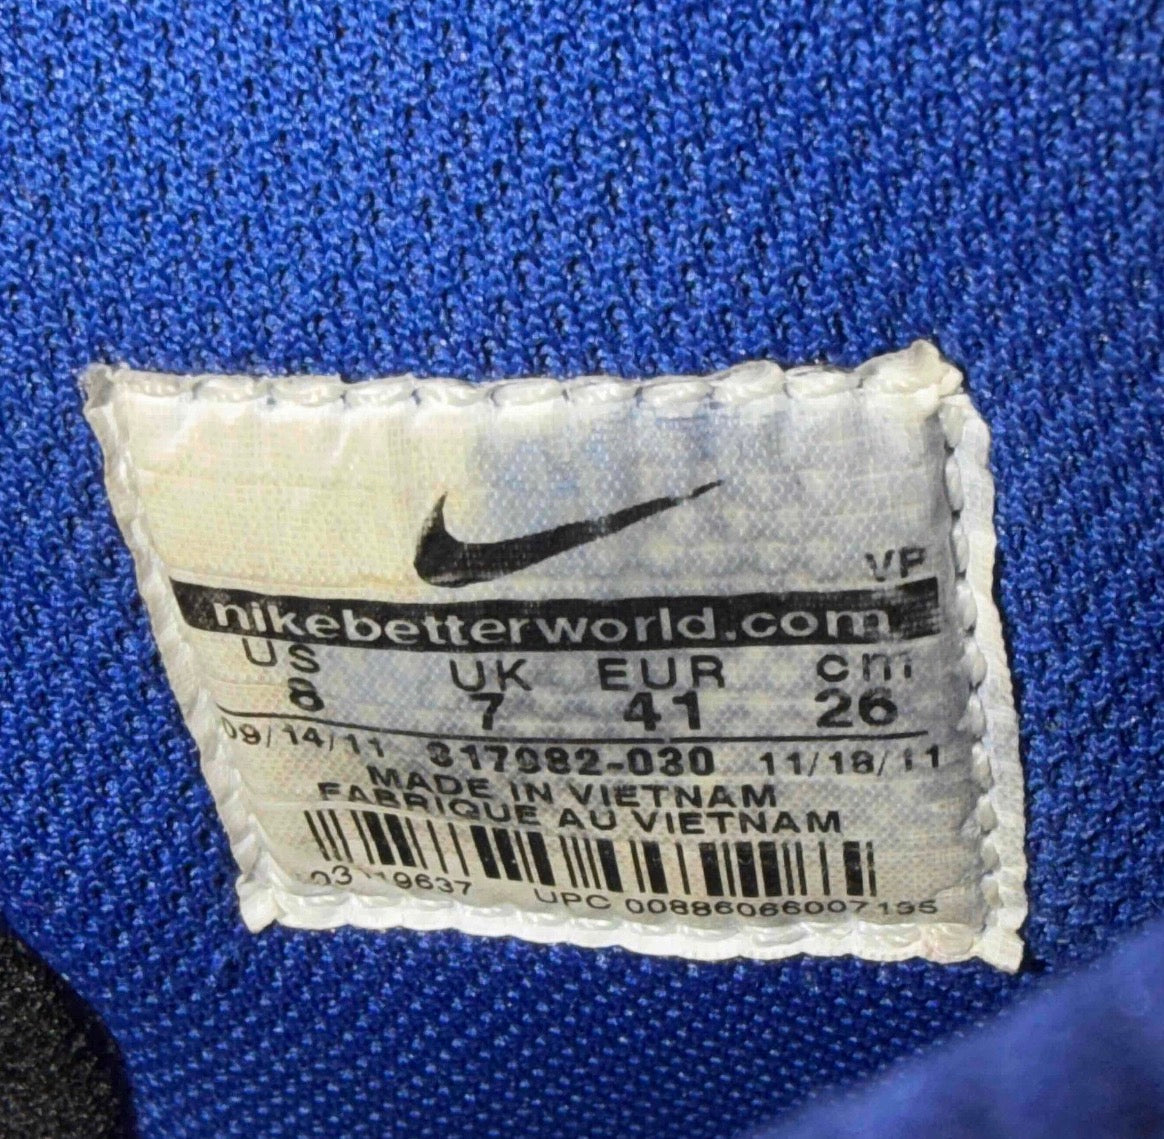 VP
nikebetterworld.com
US UK EUR cm
8 7 41 26
09/14/11 317982-030 11/18/11
MADE IN VIETNAM
FABRIQUE AU VIETNAM
UPC 00886066007195